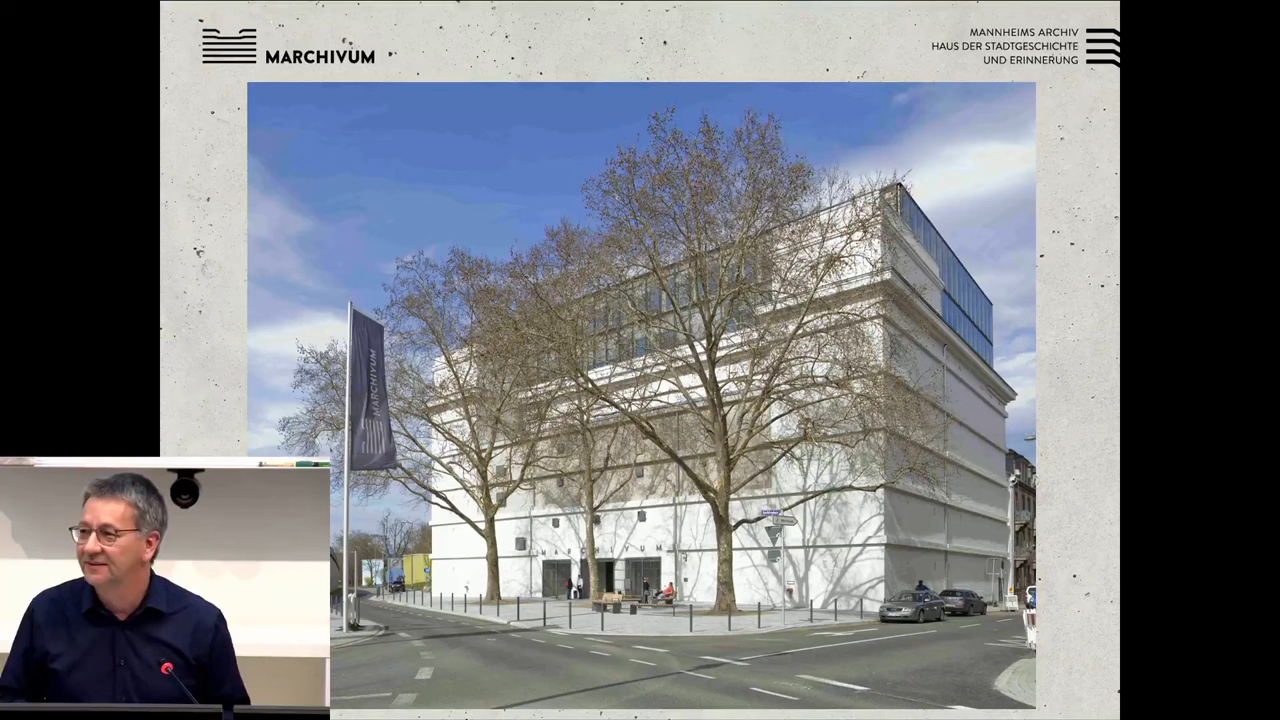 MARCHIVUM
MANNHEIMS ARCHIV
HAUS DER STADTGESCHICHTE
UND ERINNERUNG
MARCHIVUM
MARCHIVUM